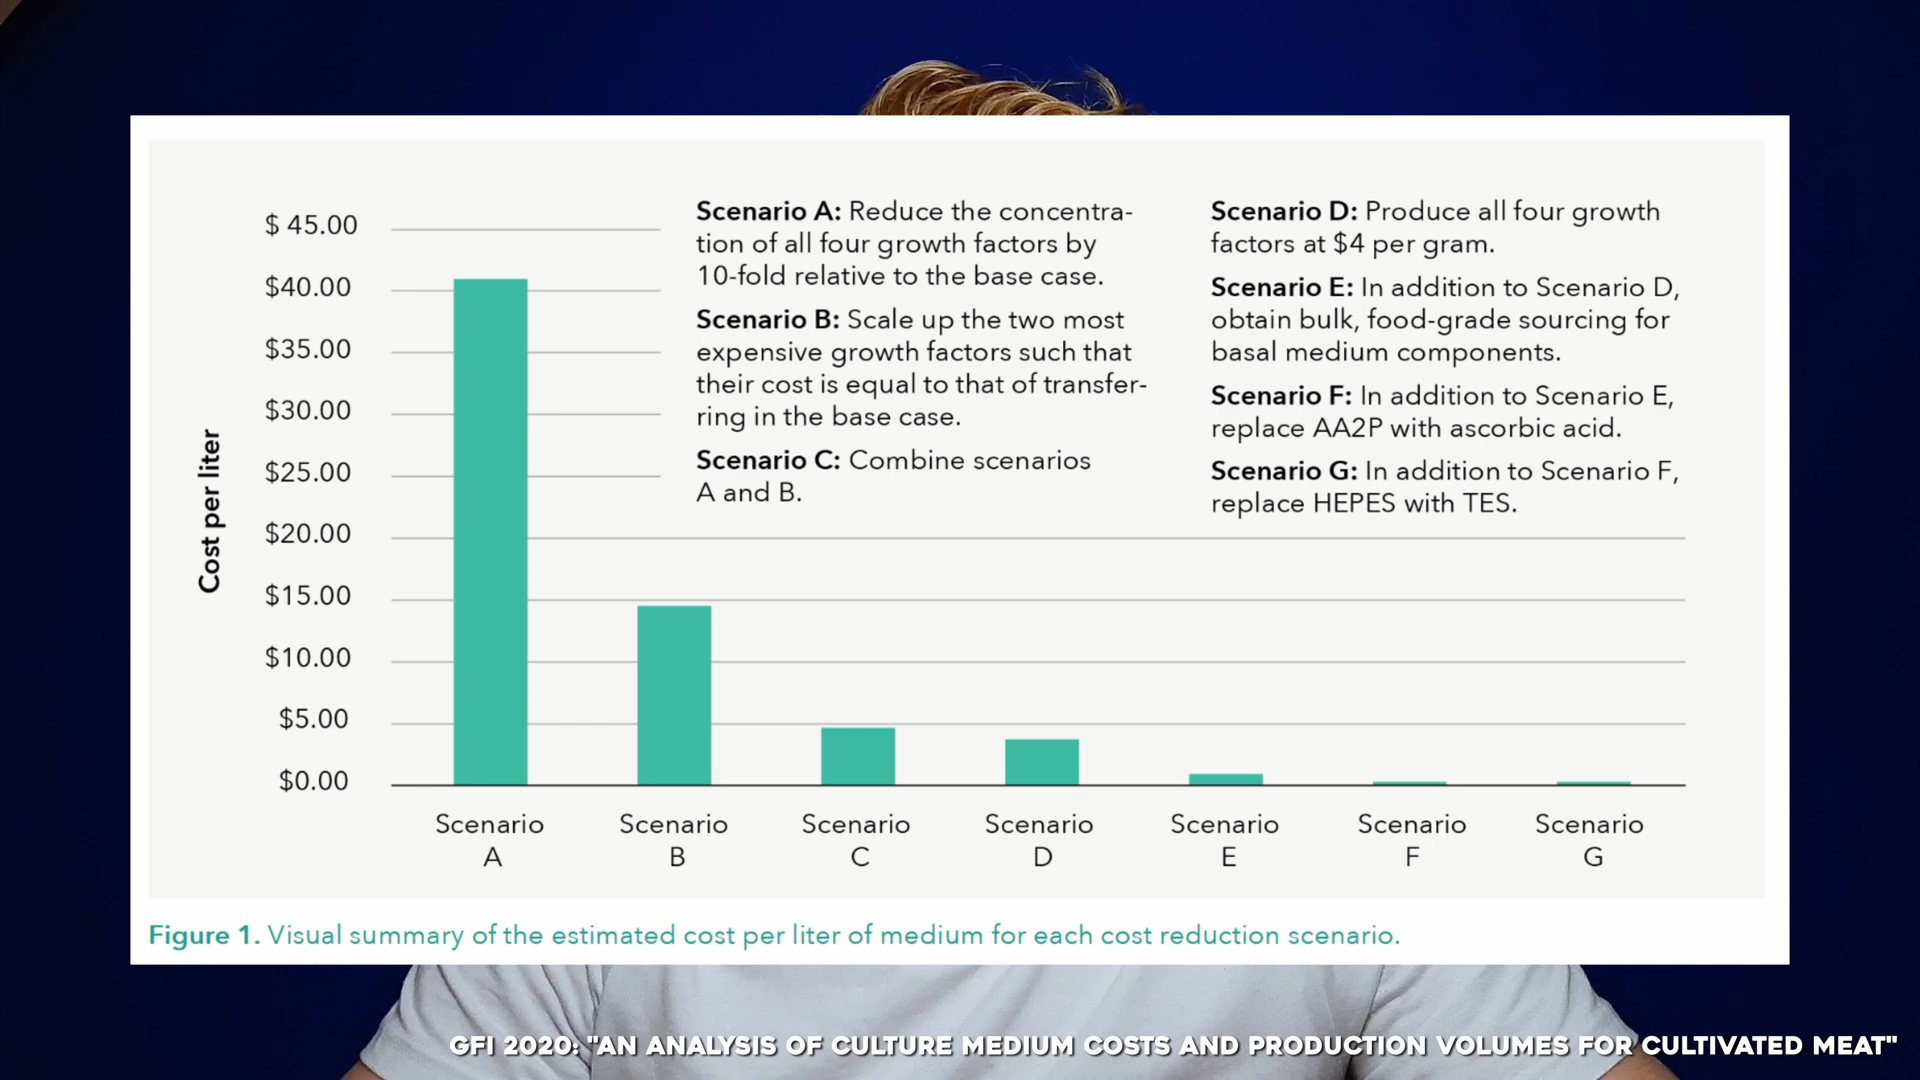 $ 45.00
$40.00
$35.00
$30.00
$25.00
$20.00
$15.00
$10.00
$5.00
$0.00
Cost per liter
Scenario A: Reduce the concentra-
tion of all four growth factors by
10-fold relative to the base case.
Scenario B: Scale up the two most
expensive growth factors such that
their cost is equal to that of transfer-
ring in the base case.
Scenario C: Combine scenarios
A and B.
Scenario D: Produce all four growth
factors at $4 per gram.
Scenario E: In addition to Scenario D,
obtain bulk, food-grade sourcing for
basal medium components.
Scenario F: In addition to Scenario E,
replace AA2P with ascorbic acid.
Scenario G: In addition to Scenario F,
replace HEPES with TES.
Scenario
A
Scenario
B
Scenario
C
Scenario
D
Scenario
E
Scenario
F
Scenario
G
Figure 1. Visual summary of the estimated cost per liter of medium for each cost reduction scenario.
GFI 2020: "AN ANALYSIS OF CULTURE MEDIUM COSTS AND PRODUCTION VOLUMES FOR CULTIVATED MEAT"